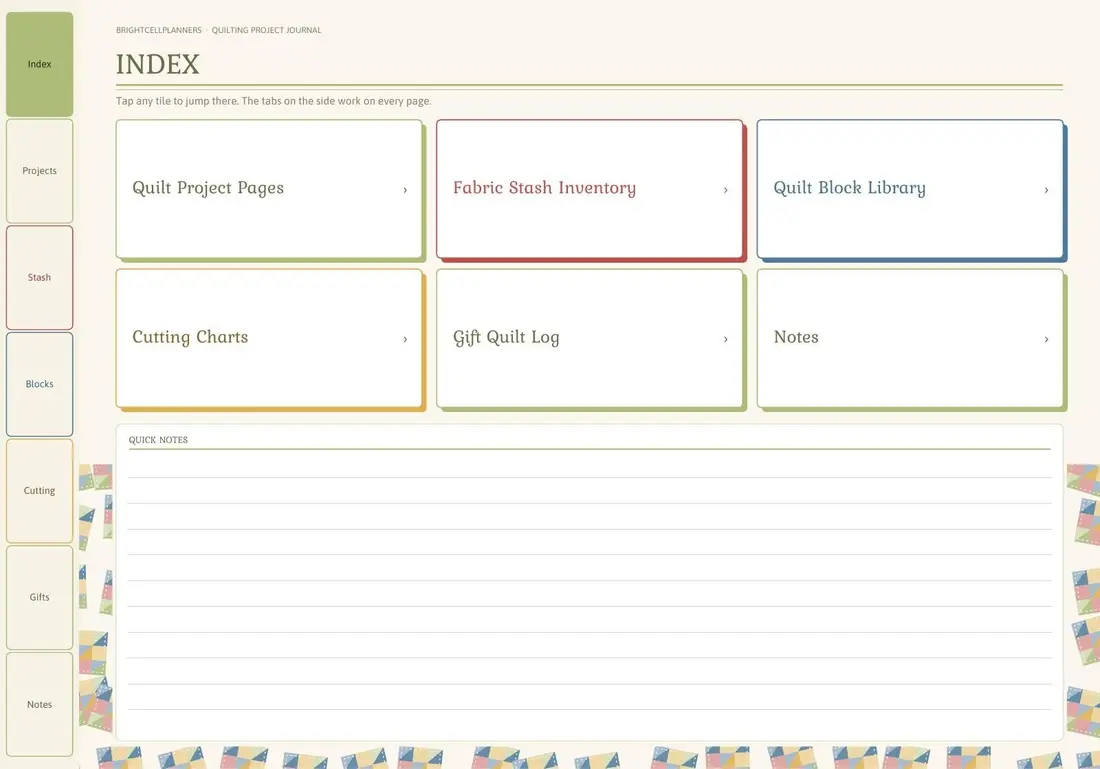 BRIGHTCELLPLANNERS · QUILTING PROJECT JOURNAL
INDEX
Tap any tile to jump there. The tabs on the side work on every page.
Index
Projects
Stash
Blocks
Cutting
Gifts
Notes
Quilt Project Pages ›
Fabric Stash Inventory ›
Quilt Block Library ›
Cutting Charts ›
Gift Quilt Log ›
Notes ›
QUICK NOTES